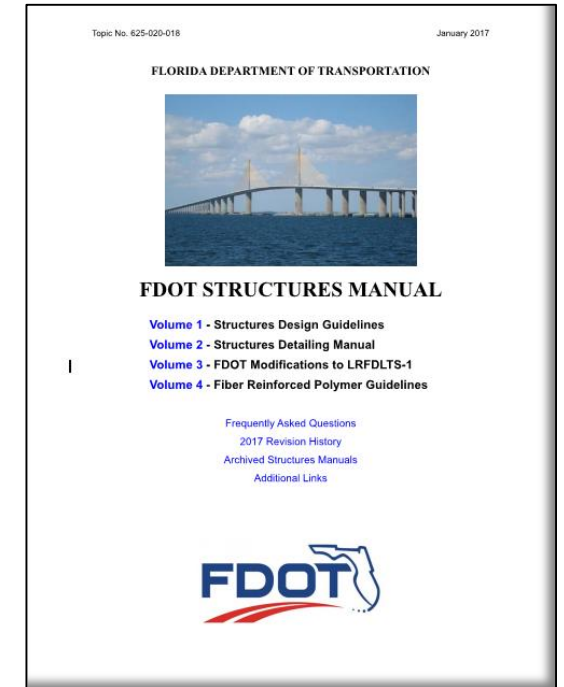 Topic No. 625-020-018 January 2017
FLORIDA DEPARTMENT OF TRANSPORTATION
FDOT STRUCTURES MANUAL
Volume 1 - Structures Design Guidelines
Volume 2 - Structures Detailing Manual
Volume 3 - FDOT Modifications to LRFDLTS-1
Volume 4 - Fiber Reinforced Polymer Guidelines
Frequently Asked Questions
2017 Revision History
Archived Structures Manuals
Additional Links
FDOT